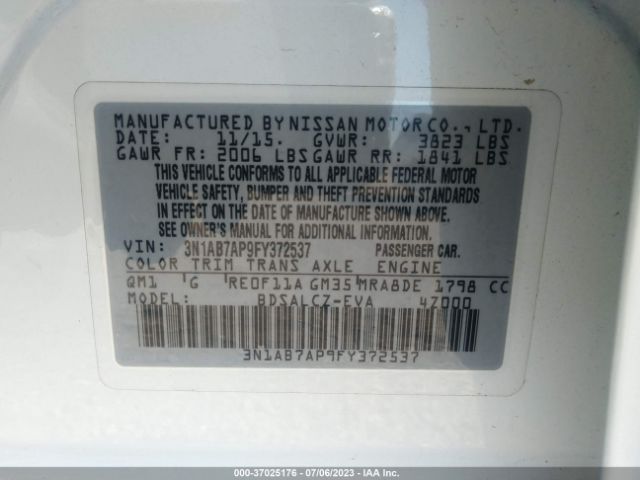 MANUFACTURED BY NISSAN MOTOR CO., LTD.
DATE: 11/15. GVWR: 3823 LBS
GAWR FR: 2006 LBS GAWR RR: 1841 LBS
THIS VEHICLE CONFORMS TO ALL APPLICABLE FEDERAL MOTOR
VEHICLE SAFETY, BUMPER AND THEFT PREVENTION STANDARDS
IN EFFECT ON THE DATE OF MANUFACTURE SHOWN ABOVE.
SEE OWNER'S MANUAL FOR ADDITIONAL INFORMATION.
VIN: 3N1AB7AP9FY372537 PASSENGER CAR.
COLOR TRIM TRANS AXLE ENGINE
QM1 'G 'RE0F11A GM35 'MRA8DE 1798 CC
MODEL: BDSALCZ-EVA 4Z000
3N1AB7AP9FY372537
000-37025176 - 07/06/2023 - IAA Inc.